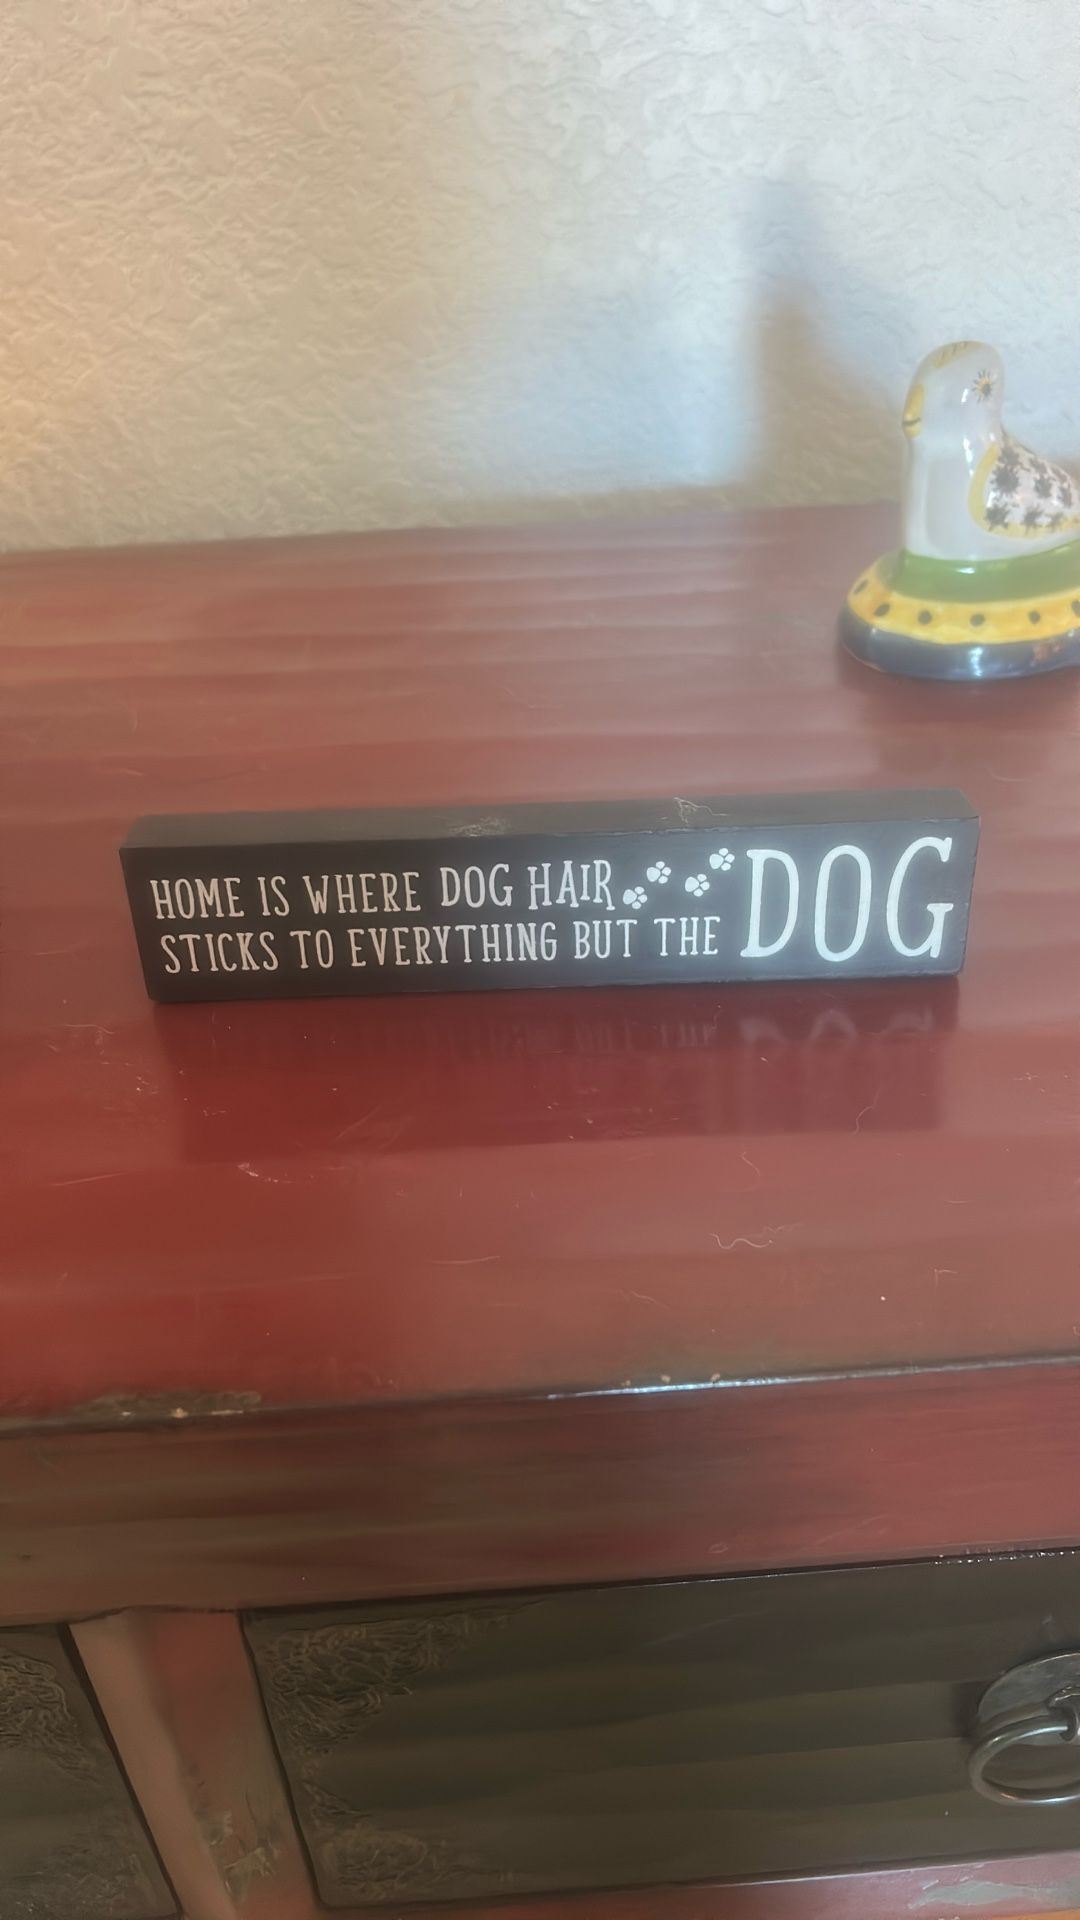 HOME IS WHERE DOG HAIR
STICKS TO EVERYTHING BUT THE DOG